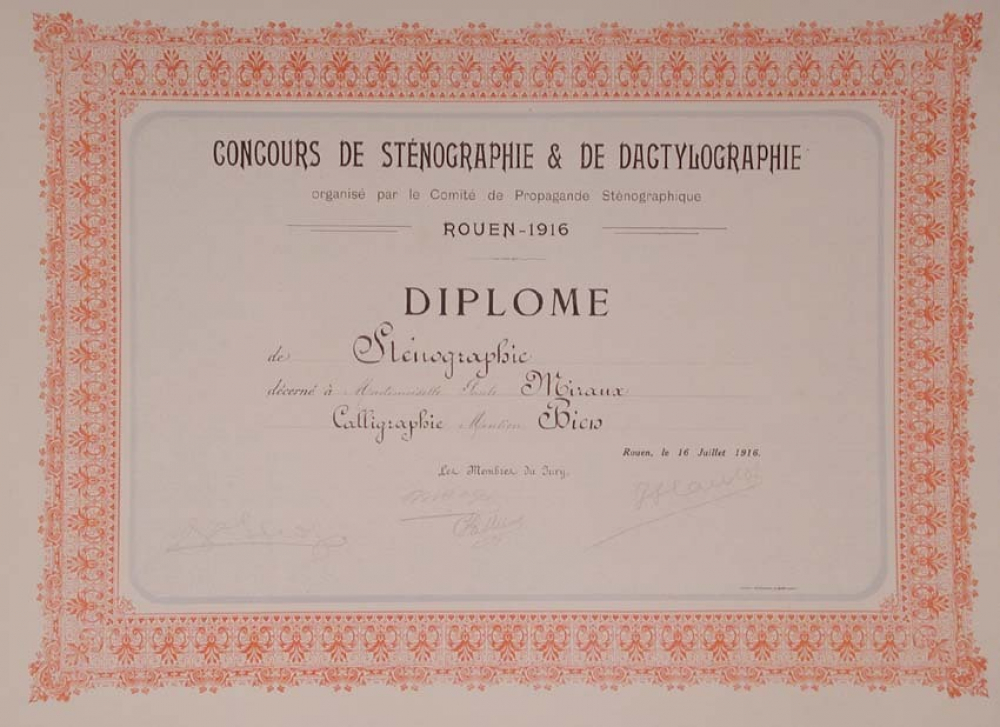 CONCOURS DE STÉNOGRAPHIE & DE DACTYLOGRAPHIE
organisé par le Comité de Propagande Sténographique
ROUEN-1916
DIPLOME
de Sténographie
décerné à Mademoiselle Miraux
Calligraphie Mention Bien
Rouen, le 16 Juillet 1916.
Les Membres du Jury,